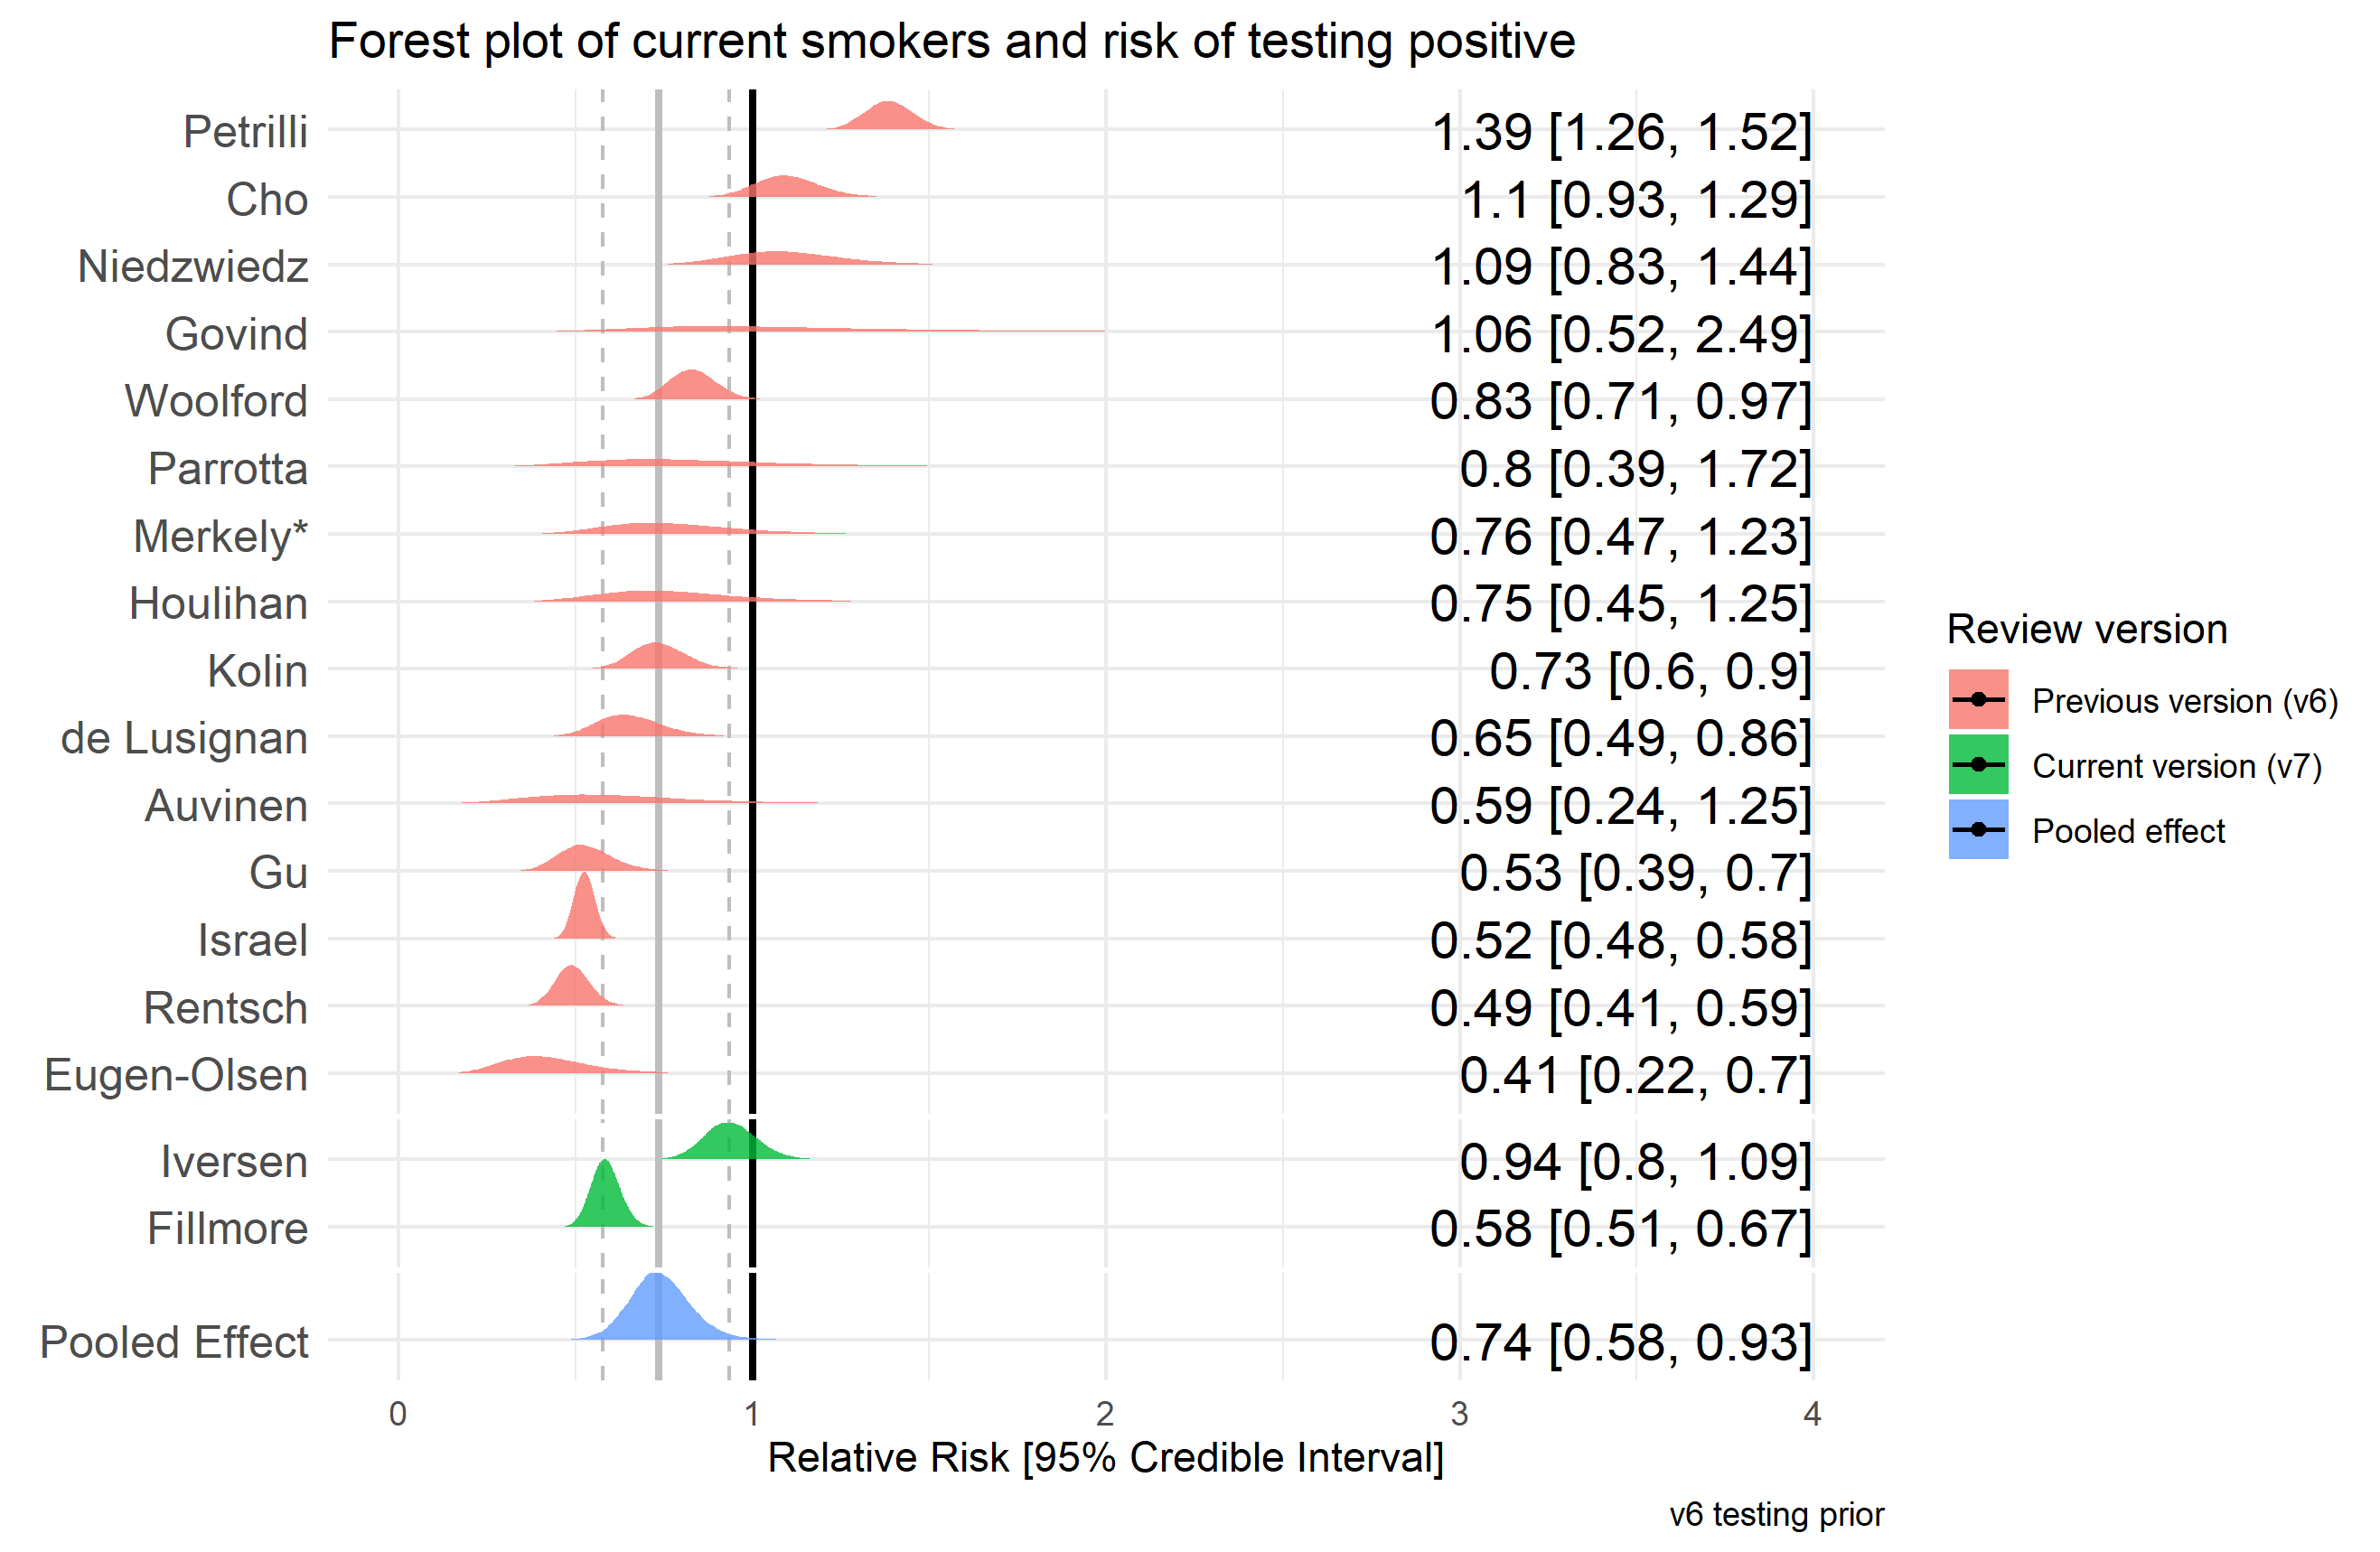 Forest plot of current smokers and risk of testing positive
Petrilli 1.39 [1.26, 1.52]
Cho 1.1 [0.93, 1.29]
Niedzwiedz 1.09 [0.83, 1.44]
Govind 1.06 [0.52, 2.49]
Woolford 0.83 [0.71, 0.97]
Parrotta 0.8 [0.39, 1.72]
Merkely* 0.76 [0.47, 1.23]
Houlihan 0.75 [0.45, 1.25]
Kolin 0.73 [0.6, 0.9]
de Lusignan 0.65 [0.49, 0.86]
Auvinen 0.59 [0.24, 1.25]
Gu 0.53 [0.39, 0.7]
Israel 0.52 [0.48, 0.58]
Rentsch 0.49 [0.41, 0.59]
Eugen-Olsen 0.41 [0.22, 0.7]
Iversen 0.94 [0.8, 1.09]
Fillmore 0.58 [0.51, 0.67]
Pooled Effect 0.74 [0.58, 0.93]
0 1 2 3 4
Relative Risk [95% Credible Interval]
v6 testing prior
Review version
Previous version (v6)
Current version (v7)
Pooled effect